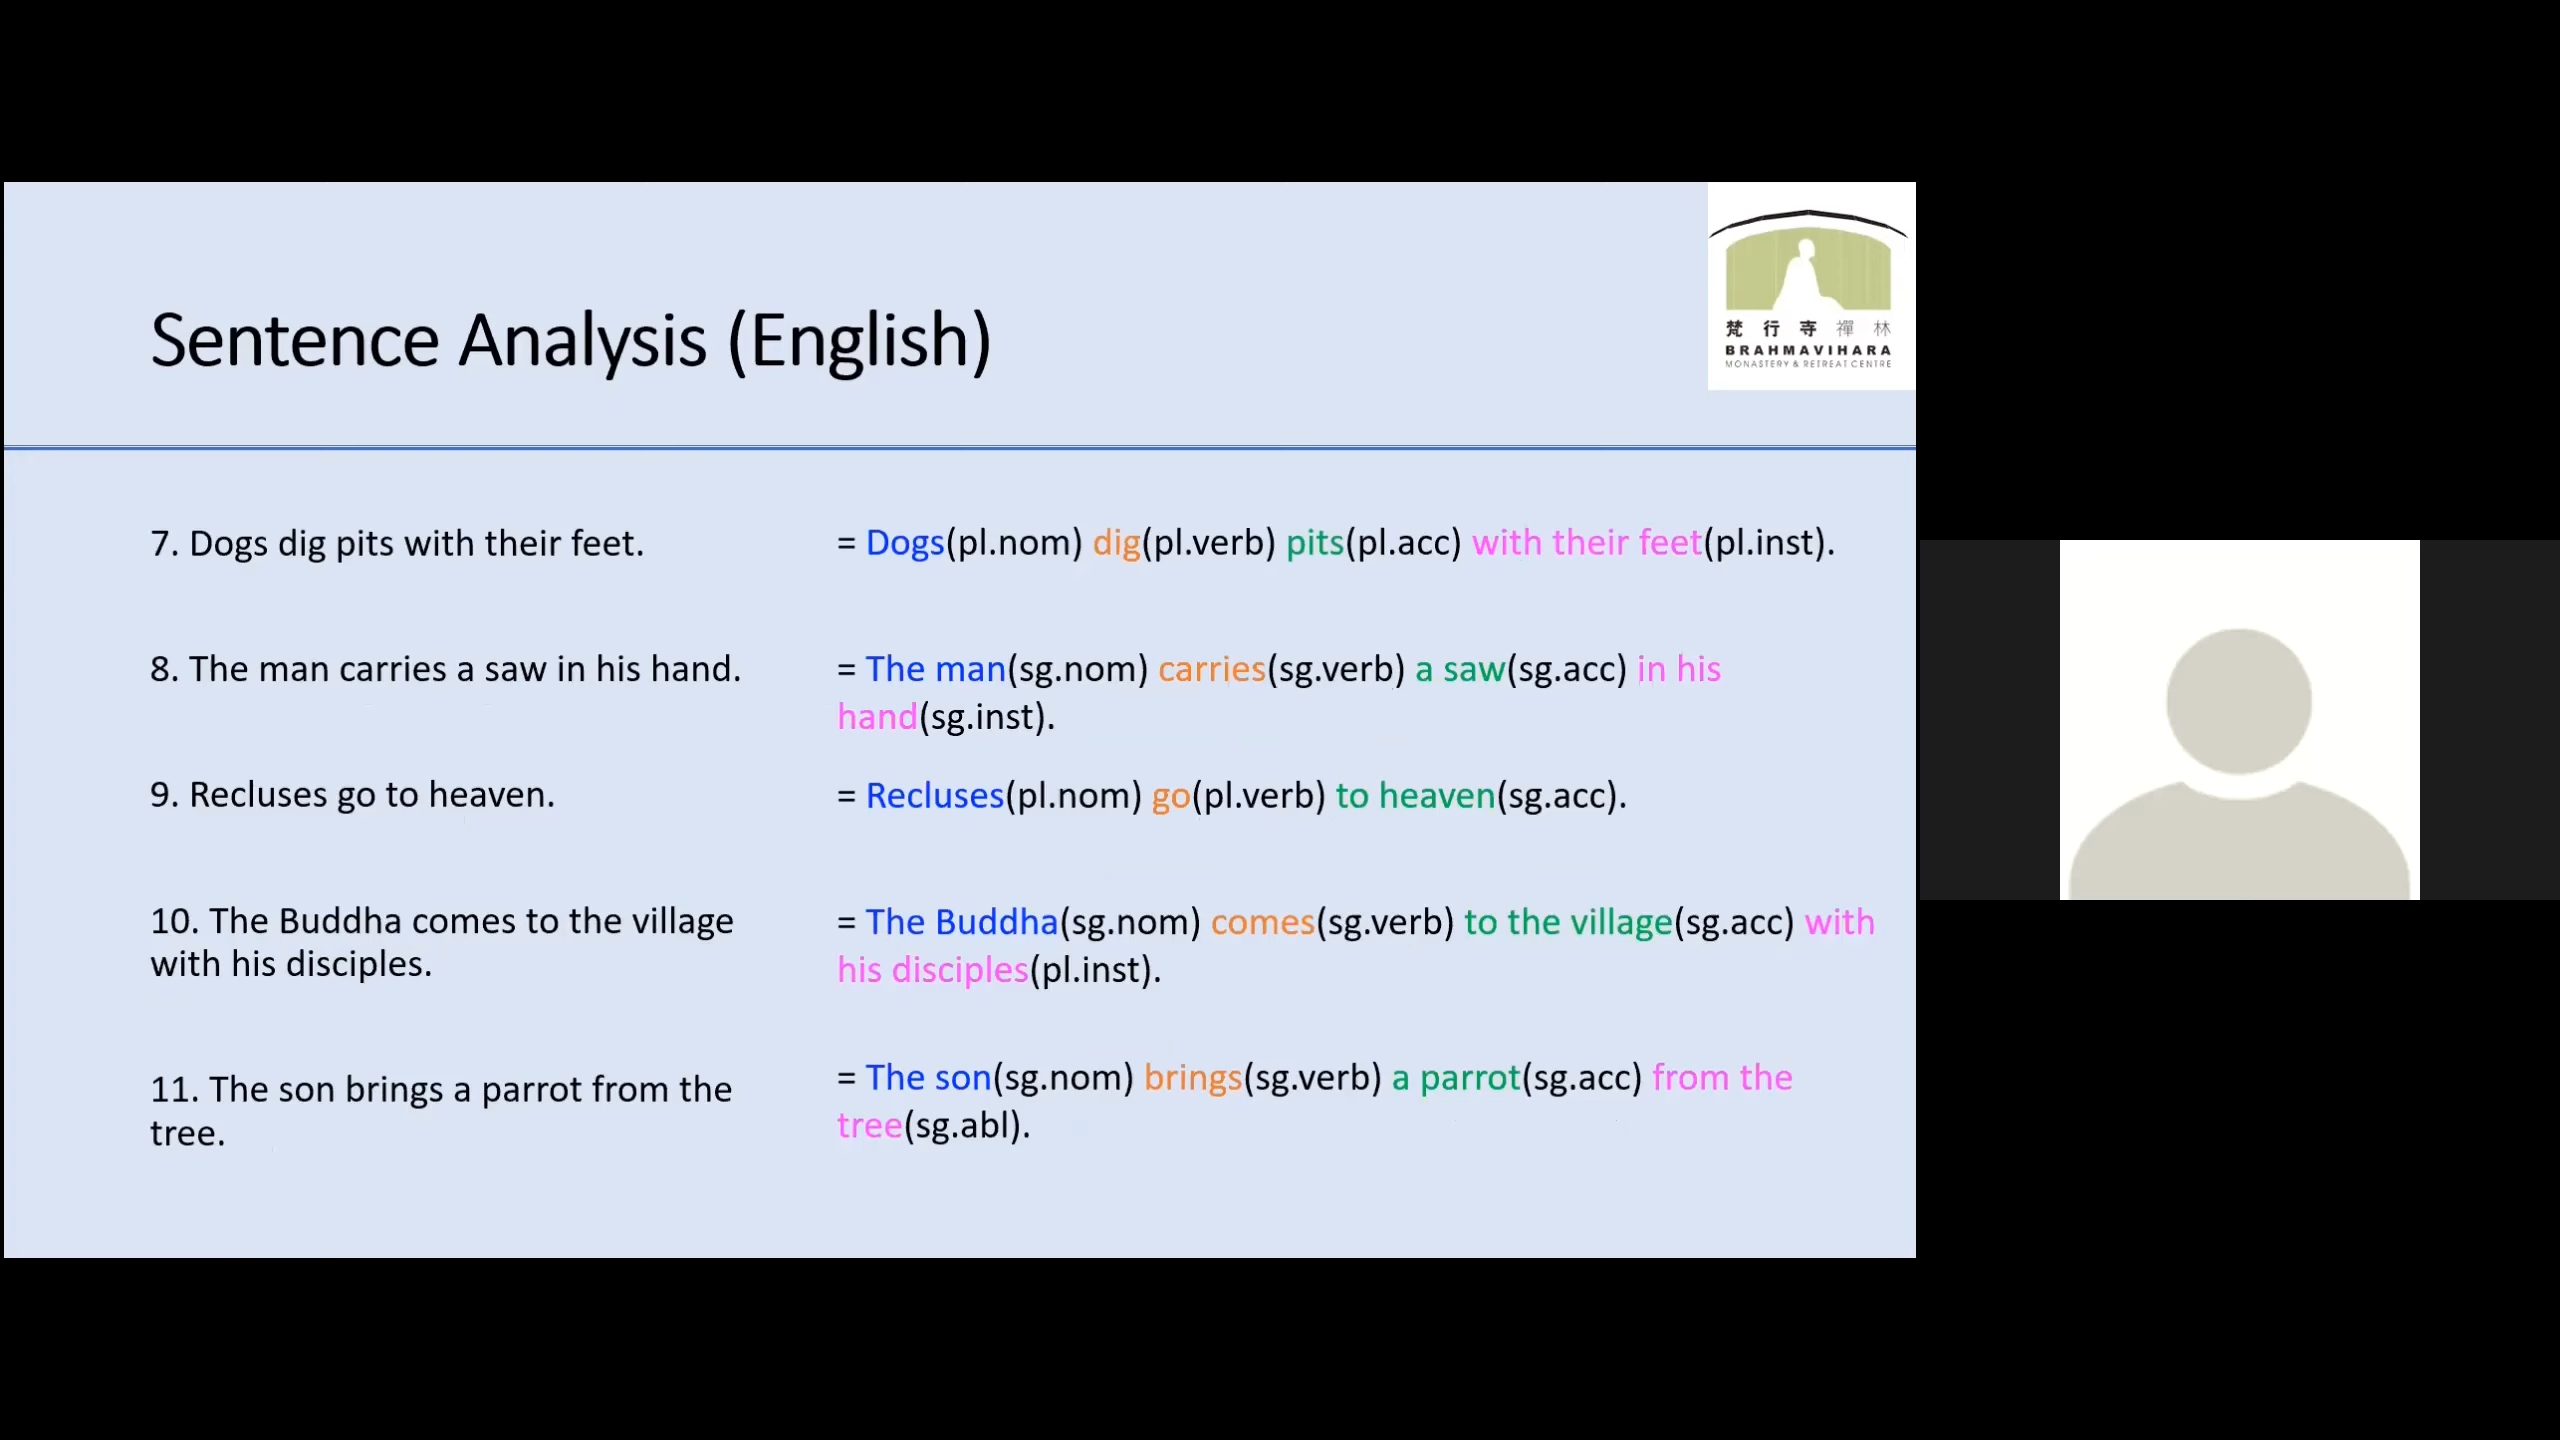 梵行寺禪林
BRAHMAVIHARA
MONASTERY & RETREAT CENTRE
Sentence Analysis (English)
7. Dogs dig pits with their feet.
= Dogs(pl.nom) dig(pl.verb) pits(pl.acc) with their feet(pl.inst).
8. The man carries a saw in his hand.
= The man(sg.nom) carries(sg.verb) a saw(sg.acc) in his
hand(sg.inst).
9. Recluses go to heaven.
= Recluses(pl.nom) go(pl.verb) to heaven(sg.acc).
10. The Buddha comes to the village
with his disciples.
= The Buddha(sg.nom) comes(sg.verb) to the village(sg.acc) with
his disciples(pl.inst).
11. The son brings a parrot from the
tree.
= The son(sg.nom) brings(sg.verb) a parrot(sg.acc) from the
tree(sg.abl).